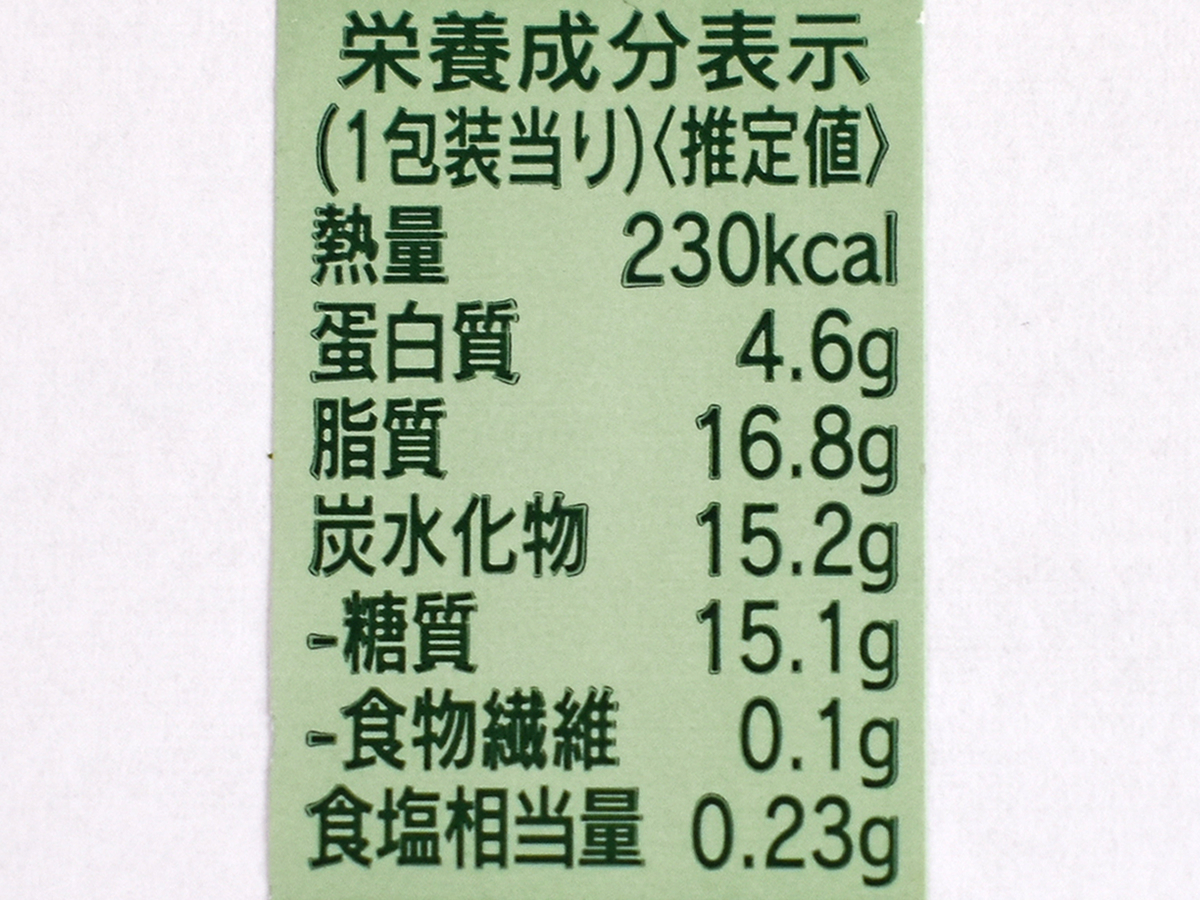 栄養成分表示
(1包装当り)〈推定値〉
熱量 230kcal
蛋白質 4.6g
脂質 16.8g
炭水化物 15.2g
-糖質 15.1g
-食物繊維 0.1g
食塩相当量 0.23g